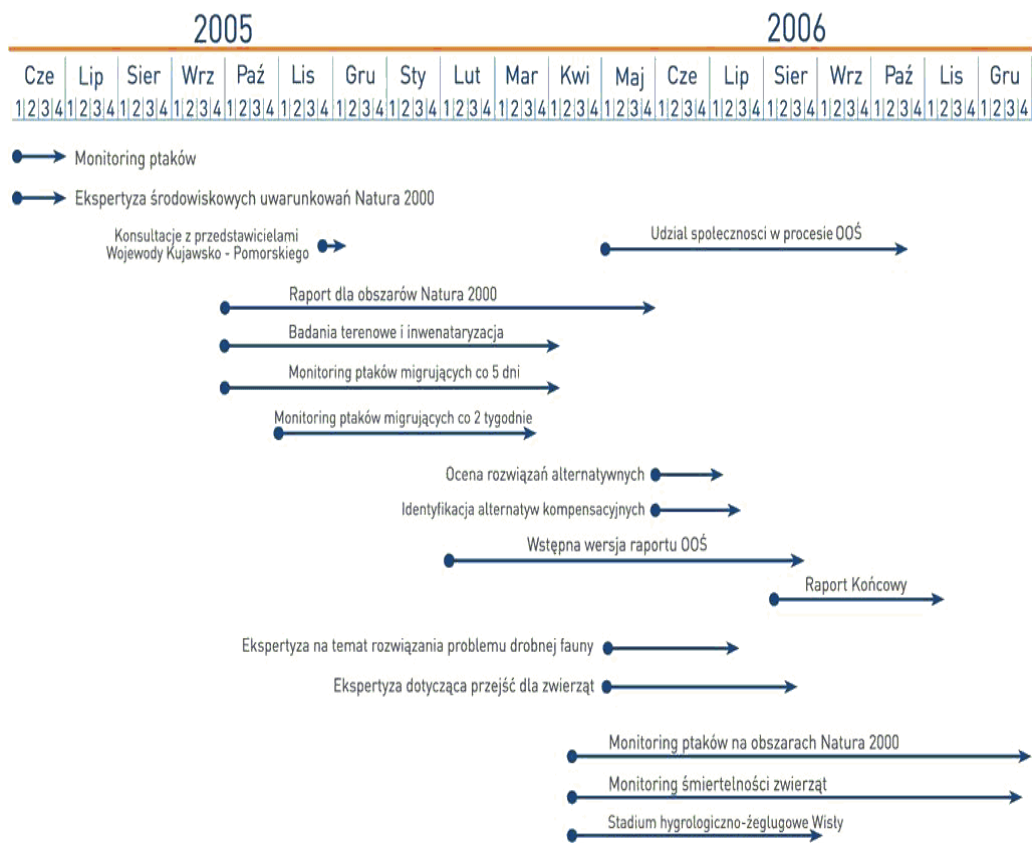 2005 2006
Cze Lip Sier Wrz Paź Lis Gru Sty Lut Mar Kwi Maj Cze Lip Sier Wrz Paź Lis Gru
1 2 3 4 1 2 3 4 1 2 3 4 1 2 3 4 1 2 3 4 1 2 3 4 1 2 3 4 1 2 3 4 1 2 3 4 1 2 3 4 1 2 3 4 1 2 3 4 1 2 3 4 1 2 3 4 1 2 3 4 1 2 3 4 1 2 3 4 1 2 3 4 1 2 3 4
Monitoring ptaków
Ekspertyza środowiskowych uwarunkowań Natura 2000
Konsultacje z przedstawicielami
Wojewody Kujawsko - Pomorskiego
Udzial spolecznosci w procesie OOŚ
Raport dla obszarów Natura 2000
Badania terenowe i inwenataryzacja
Monitoring ptaków migrujących co 5 dni
Monitoring ptaków migrujących co 2 tygodnie
Ocena rozwiązań alternatywnych
Identyfikacja alternatyw kompensacyjnych
Wstępna wersja raportu OOŚ
Raport Końcowy
Ekspertyza na temat rozwiązania problemu drobnej fauny
Ekspertyza dotycząca przejść dla zwierząt
Monitoring ptaków na obszarach Natura 2000
Monitoring śmiertelności zwierząt
Stadium hygrologiczno-żeglugowe Wisły